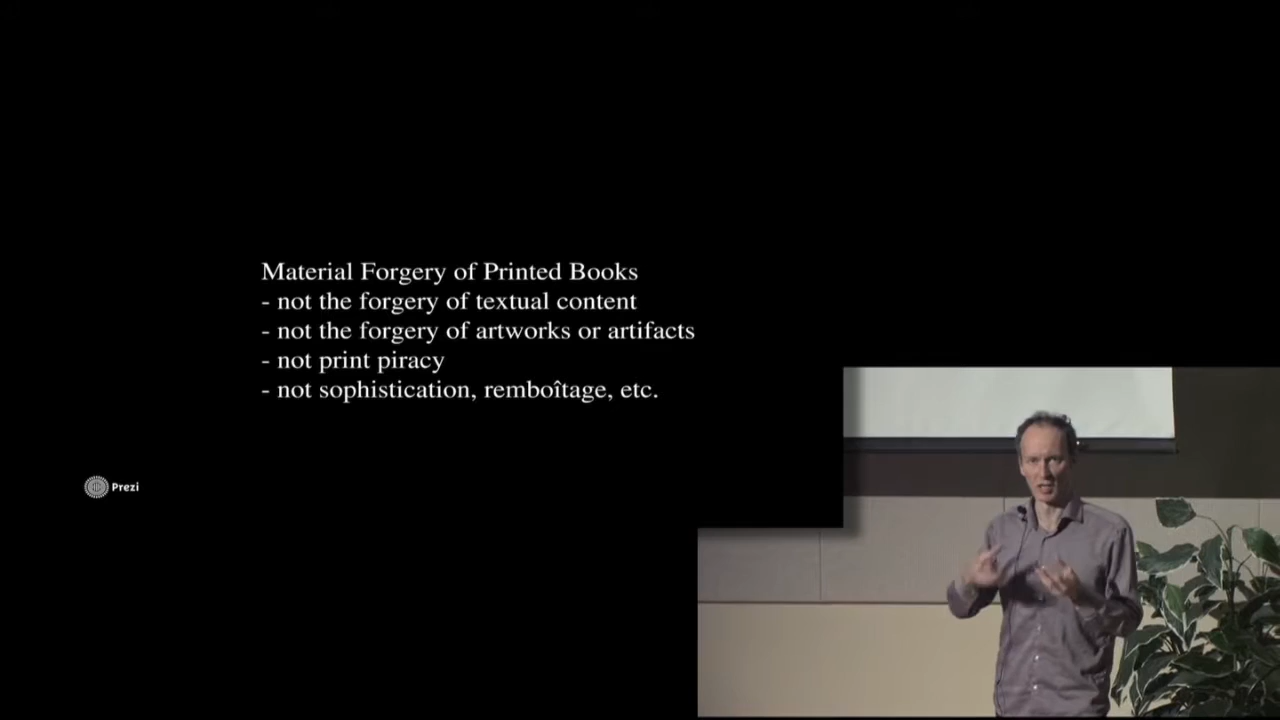 Material Forgery of Printed Books
- not the forgery of textual content
- not the forgery of artworks or artifacts
- not print piracy
- not sophistication, remboîtage, etc.
Prezi